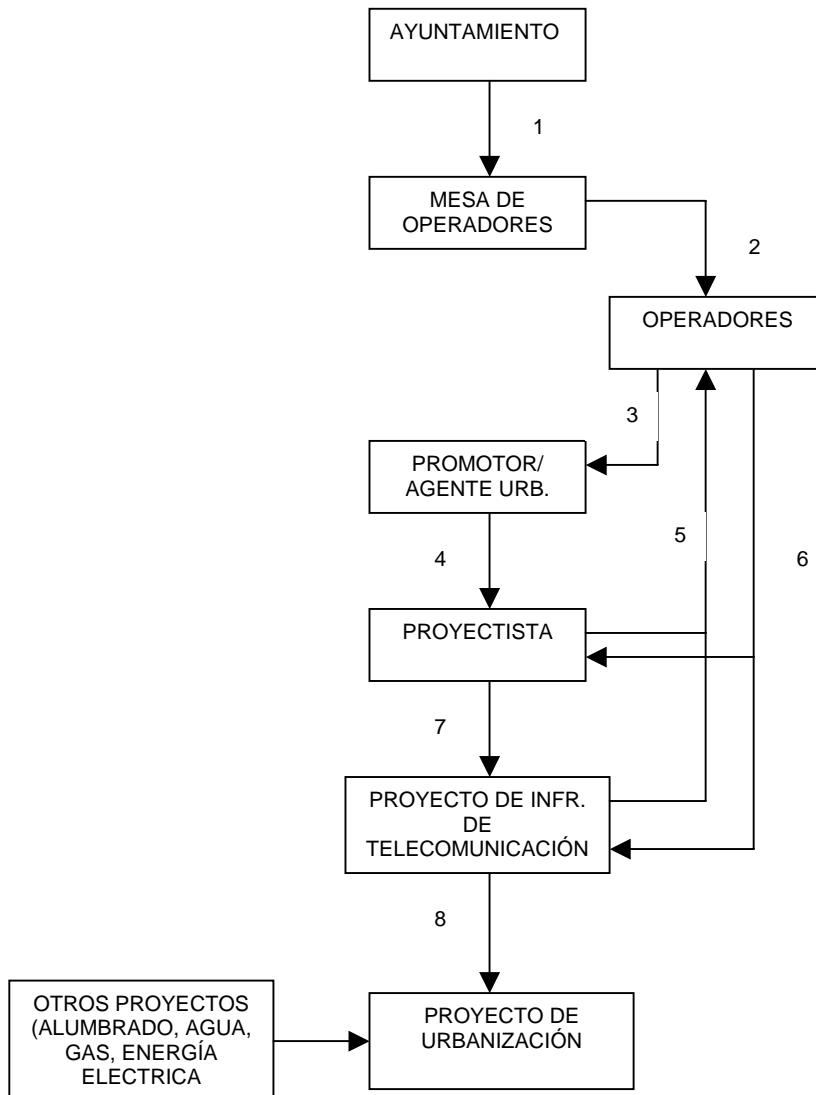 AYUNTAMIENTO
1
MESA DE
OPERADORES
2
OPERADORES
3
PROMOTOR/
AGENTE URB.
4
5
6
PROYECTISTA
7
PROYECTO DE INFR.
DE
TELECOMUNICACIÓN
8
OTROS PROYECTOS
(ALUMBRADO, AGUA,
GAS, ENERGÍA
ELECTRICA
PROYECTO DE
URBANIZACIÓN